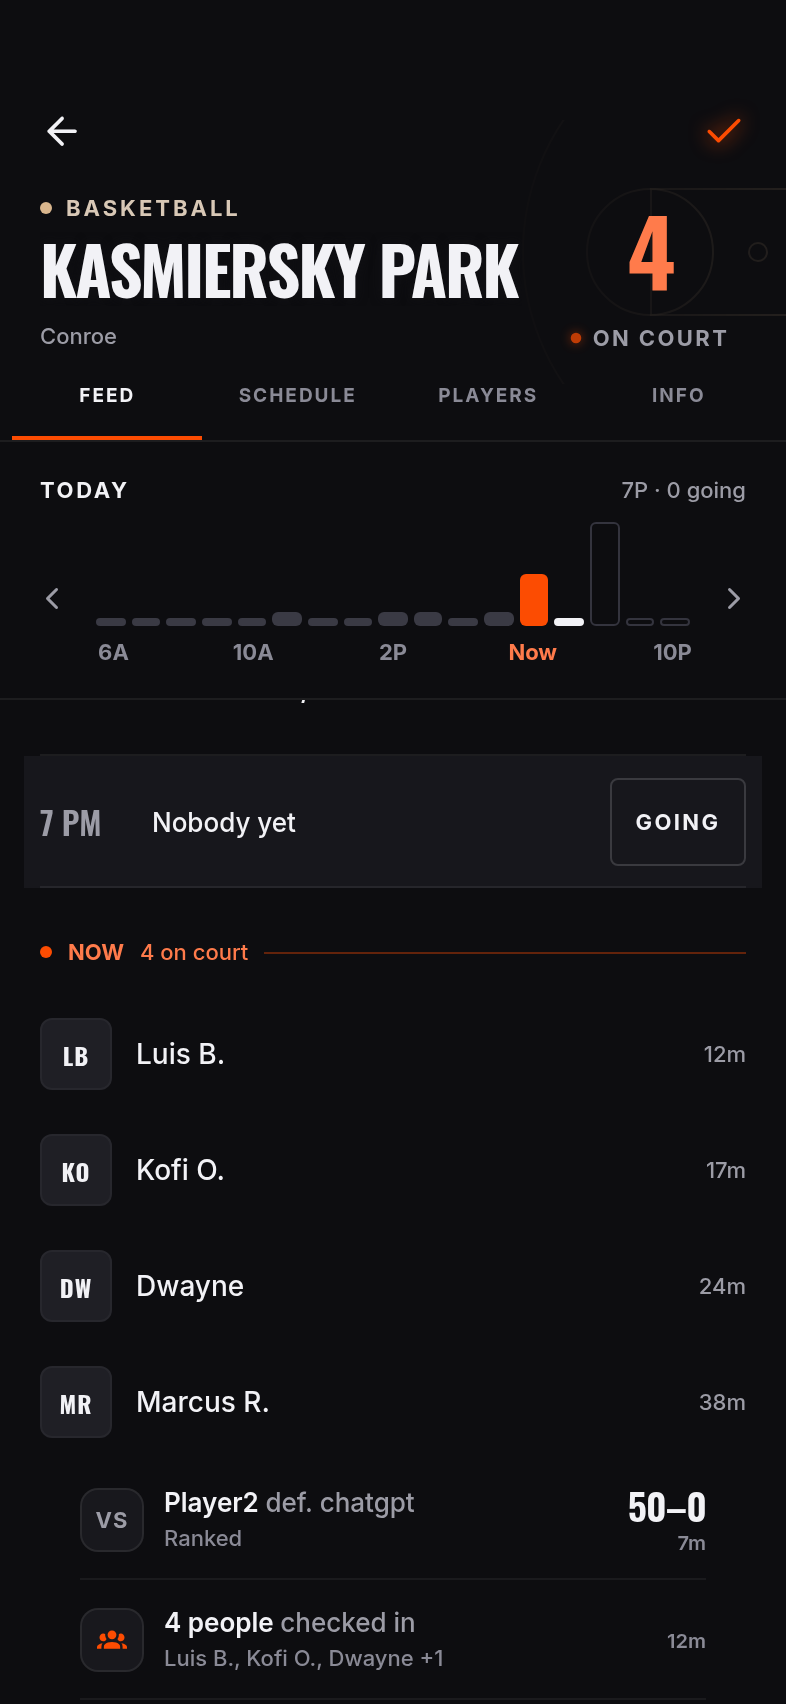 BASKETBALL
KASMIERSKY PARK
4
Conroe
ON COURT
FEED SCHEDULE PLAYERS INFO
TODAY 7P · 0 going
6A 10A 2P Now 10P
7 PM Nobody yet GOING
NOW 4 on court
LB Luis B. 12m
KO Kofi O. 17m
DW Dwayne 24m
MR Marcus R. 38m
VS Player2 def. chatgpt 50–0
Ranked 7m
4 people checked in 12m
Luis B., Kofi O., Dwayne +1